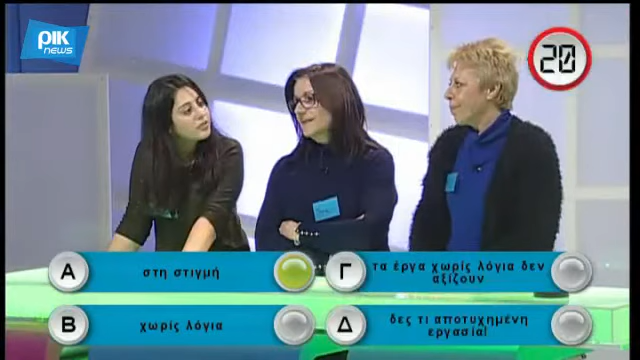 ρικ
news
20
Α
στη στιγμή
Γ
τα έργα χωρίς λόγια δεν
αξίζουν
Β
χωρίς λόγια
Δ
δες τι αποτυχημένη
εργασία!